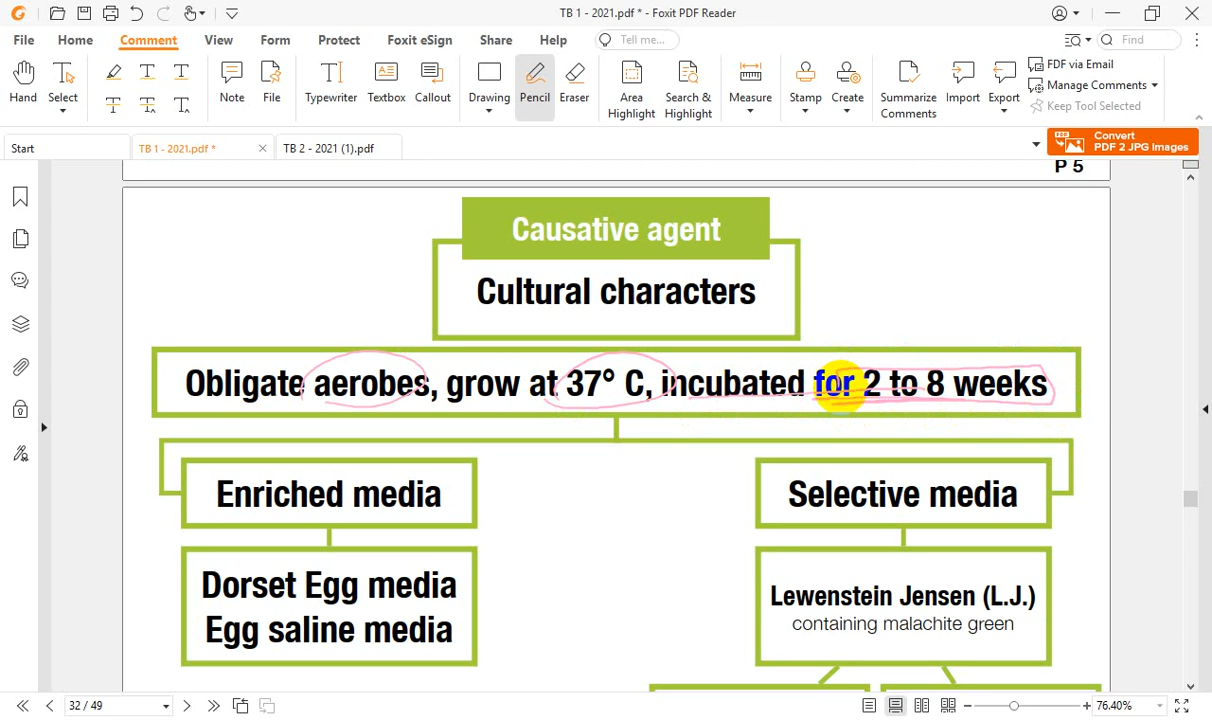 TB 1 - 2021.pdf * - Foxit PDF Reader
File Home Comment View Form Protect Foxit eSign Share Help Tell me... Find
Hand Select Note File Typewriter Textbox Callout Drawing Pencil Eraser Area Highlight Search & Highlight Measure Stamp Create Summarize Comments Import Export
FDF via Email
Manage Comments
Keep Tool Selected
Start TB 1 - 2021.pdf * TB 2 - 2021 (1).pdf
Convert
PDF 2 JPG Images
P 5
Causative agent
Cultural characters
Obligate aerobes, grow at 37° C, incubated for 2 to 8 weeks
Enriched media
Selective media
Dorset Egg media
Egg saline media
Lewenstein Jensen (L.J.)
containing malachite green
32 / 49 76.40%